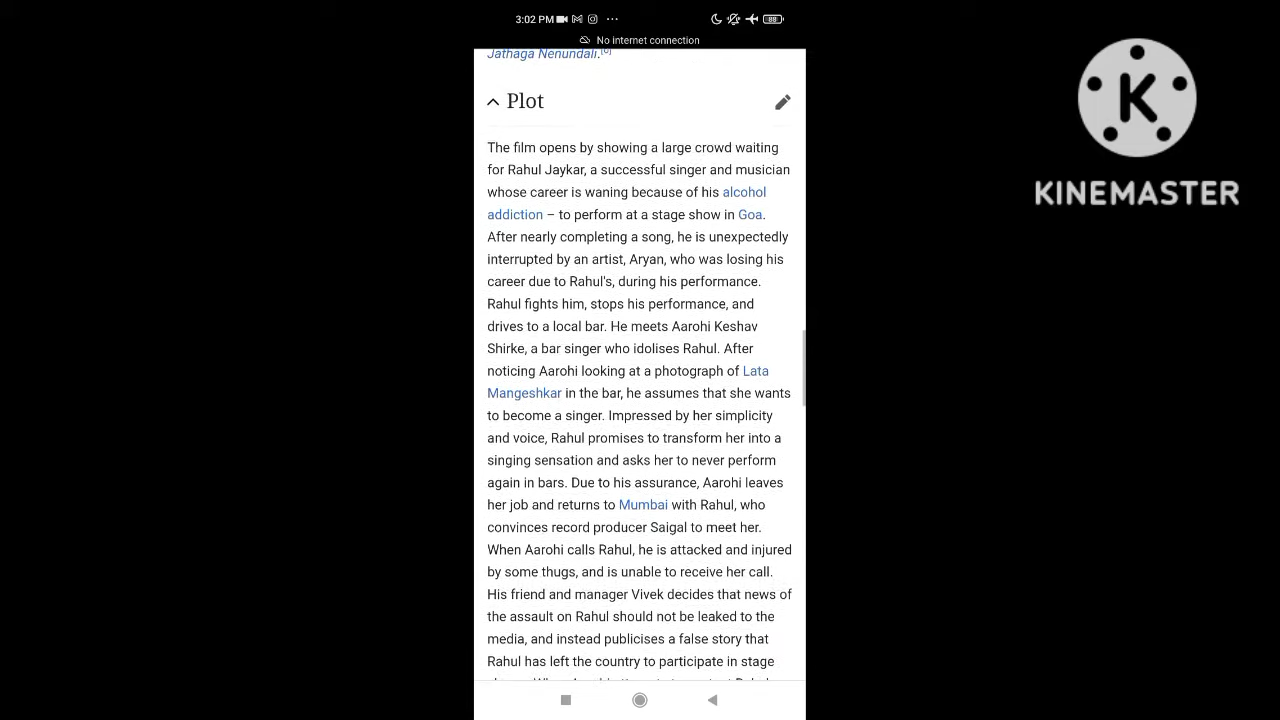 3:02 PM
88
No internet connection
Jathaga Nenundali.[6]
Plot
The film opens by showing a large crowd waiting
for Rahul Jaykar, a successful singer and musician
whose career is waning because of his alcohol
addiction – to perform at a stage show in Goa.
After nearly completing a song, he is unexpectedly
interrupted by an artist, Aryan, who was losing his
career due to Rahul's, during his performance.
Rahul fights him, stops his performance, and
drives to a local bar. He meets Aarohi Keshav
Shirke, a bar singer who idolises Rahul. After
noticing Aarohi looking at a photograph of Lata
Mangeshkar in the bar, he assumes that she wants
to become a singer. Impressed by her simplicity
and voice, Rahul promises to transform her into a
singing sensation and asks her to never perform
again in bars. Due to his assurance, Aarohi leaves
her job and returns to Mumbai with Rahul, who
convinces record producer Saigal to meet her.
When Aarohi calls Rahul, he is attacked and injured
by some thugs, and is unable to receive her call.
His friend and manager Vivek decides that news of
the assault on Rahul should not be leaked to the
media, and instead publicises a false story that
Rahul has left the country to participate in stage
K
KINEMASTER